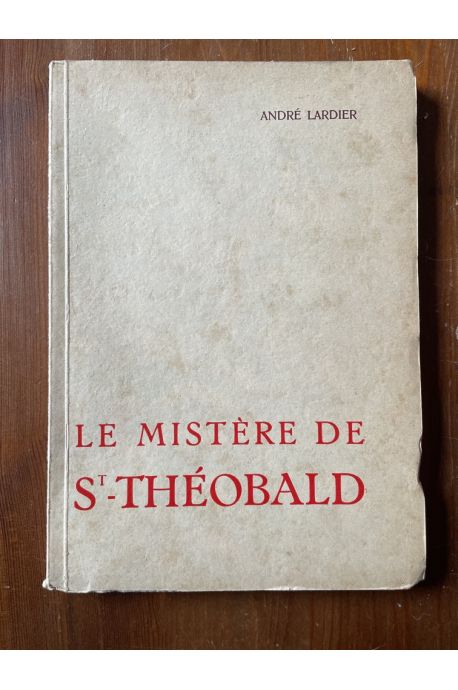 ANDRÉ LARDIER
LE MISTÈRE DE
ST-THÉOBALD